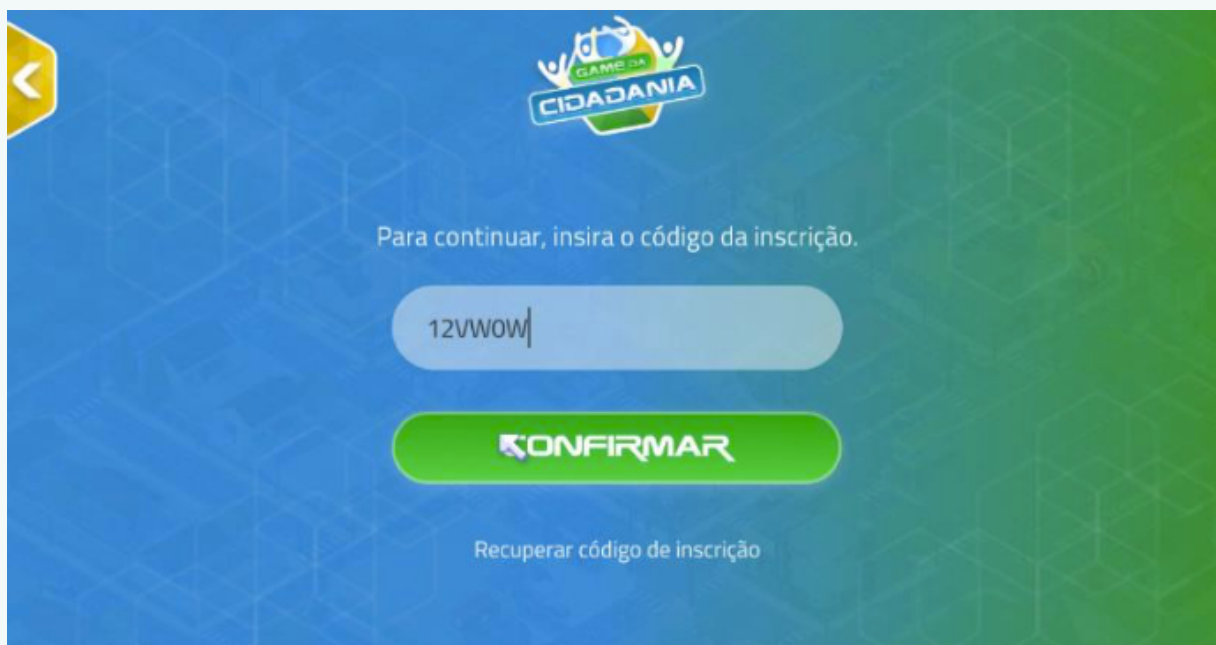 GAME DA
CIDADANIA
Para continuar, insira o código da inscrição.
12VW0W
CONFIRMAR
Recuperar código de inscrição